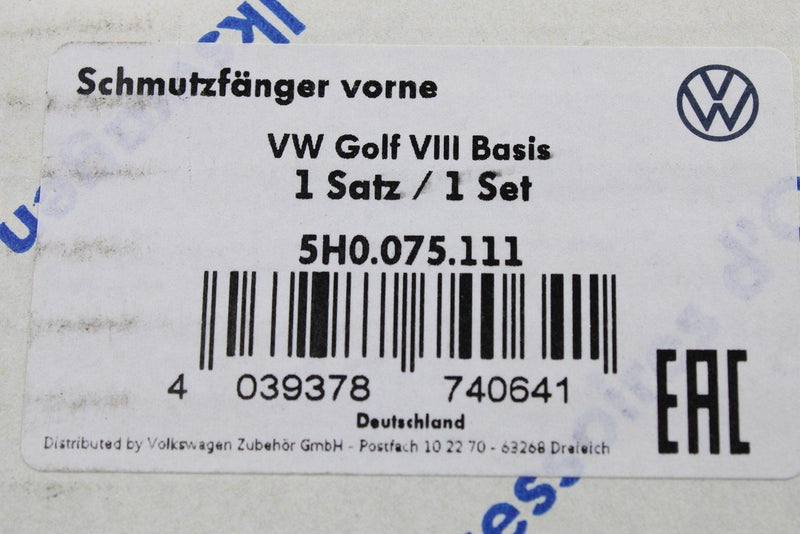 Schmutzfänger vorne
VW Golf VIII Basis
1 Satz / 1 Set
5H0.075.111
4 039378 740641
Deutschland
Distributed by Volkswagen Zubehör GmbH - Postfach 10 22 70 - 63268 Dreieich
EAC